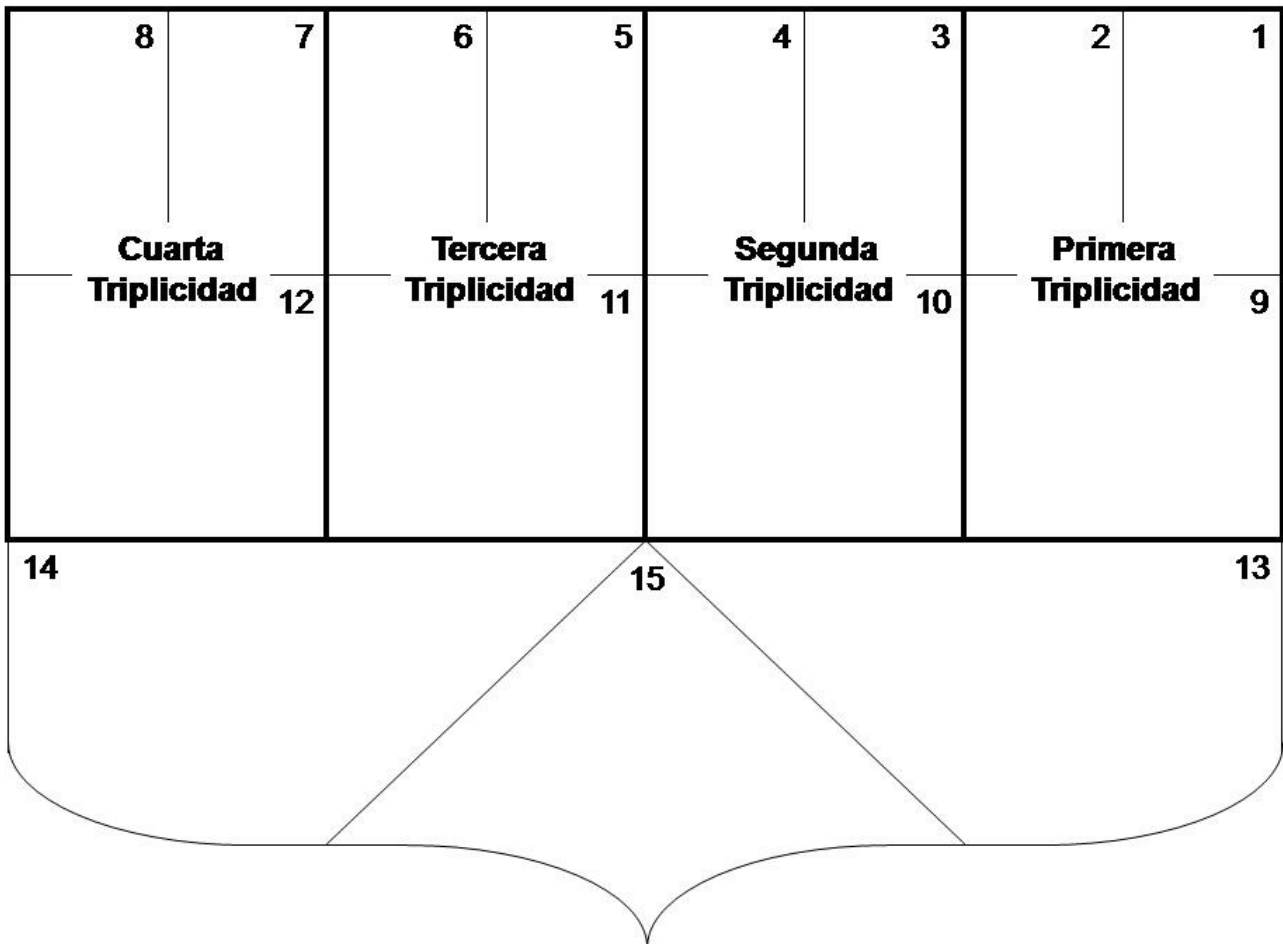 8 7 6 5 4 3 2 1
Cuarta
Triplicidad
Tercera
Triplicidad
Segunda
Triplicidad
Primera
Triplicidad
12 11 10 9
14 15 13